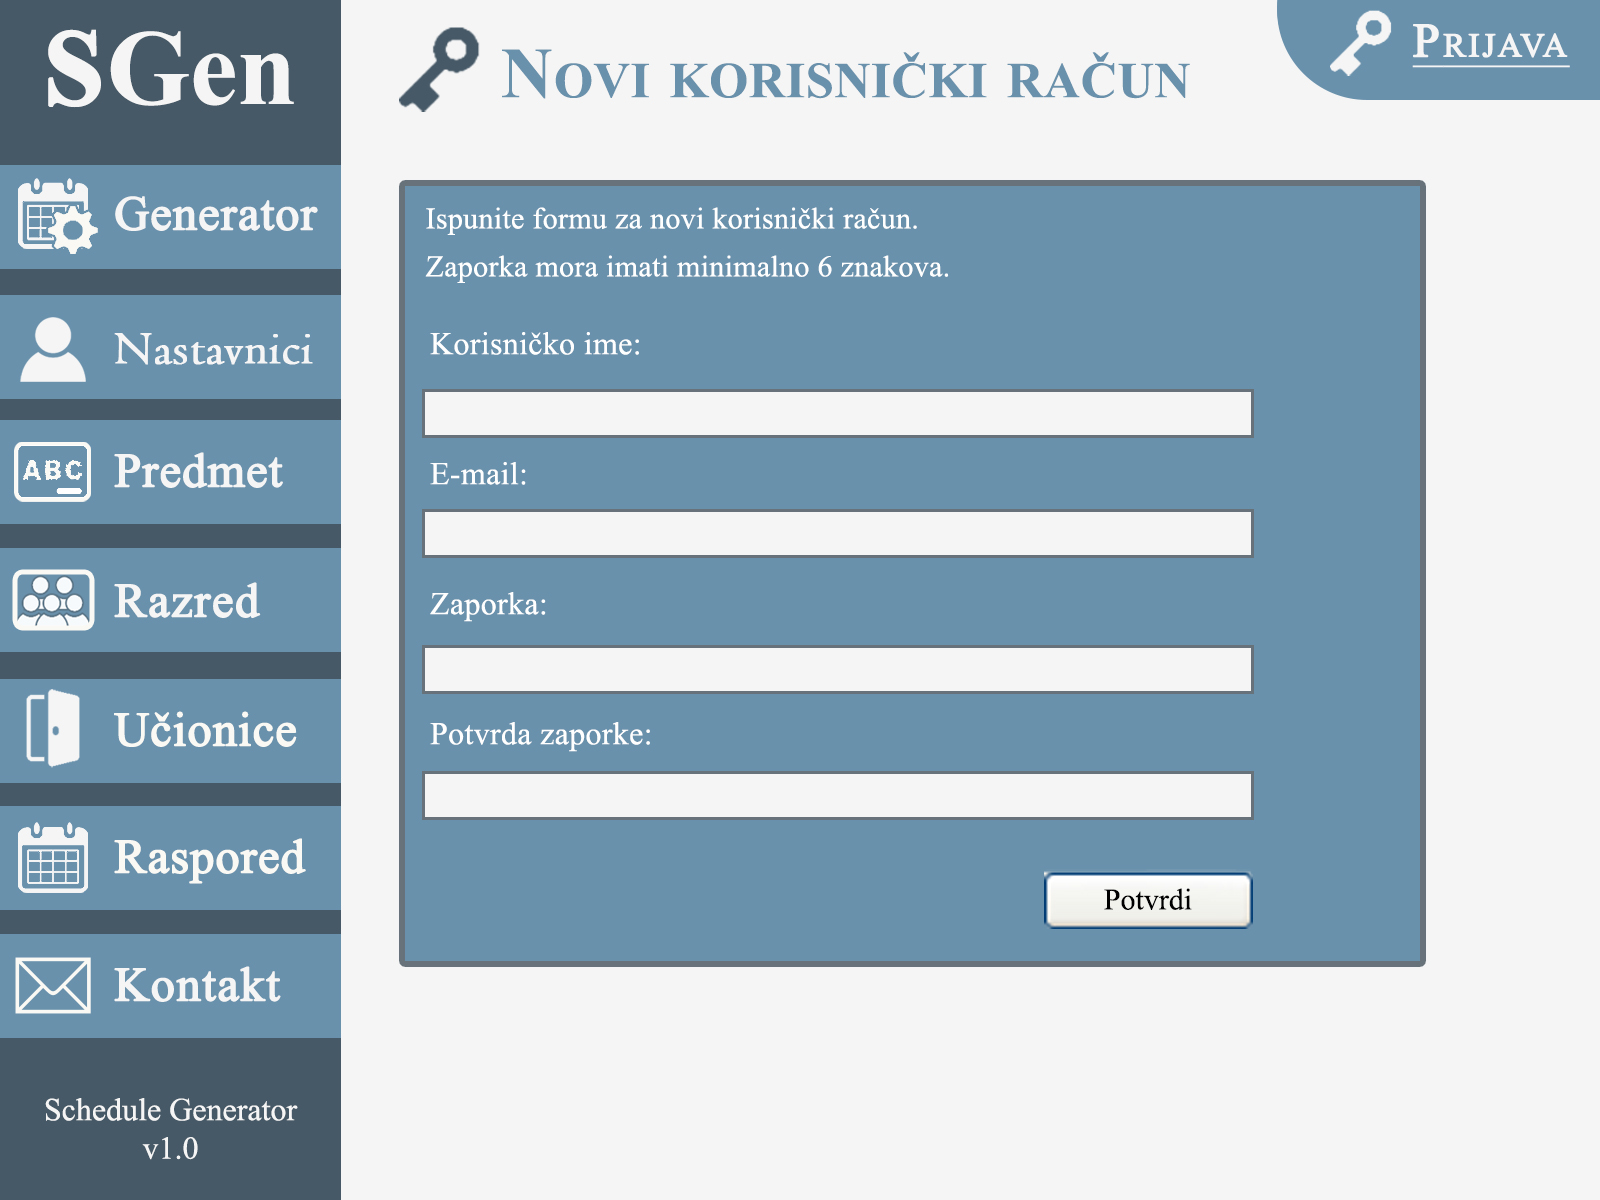 SGen
Generator
Nastavnici
ABC
Predmet
Razred
Učionice
Raspored
Kontakt
Schedule Generator
v1.0
Novi korisnički račun
Prijava
Ispunite formu za novi korisnički račun.
Zaporka mora imati minimalno 6 znakova.
Korisničko ime:
E-mail:
Zaporka:
Potvrda zaporke:
Potvrdi